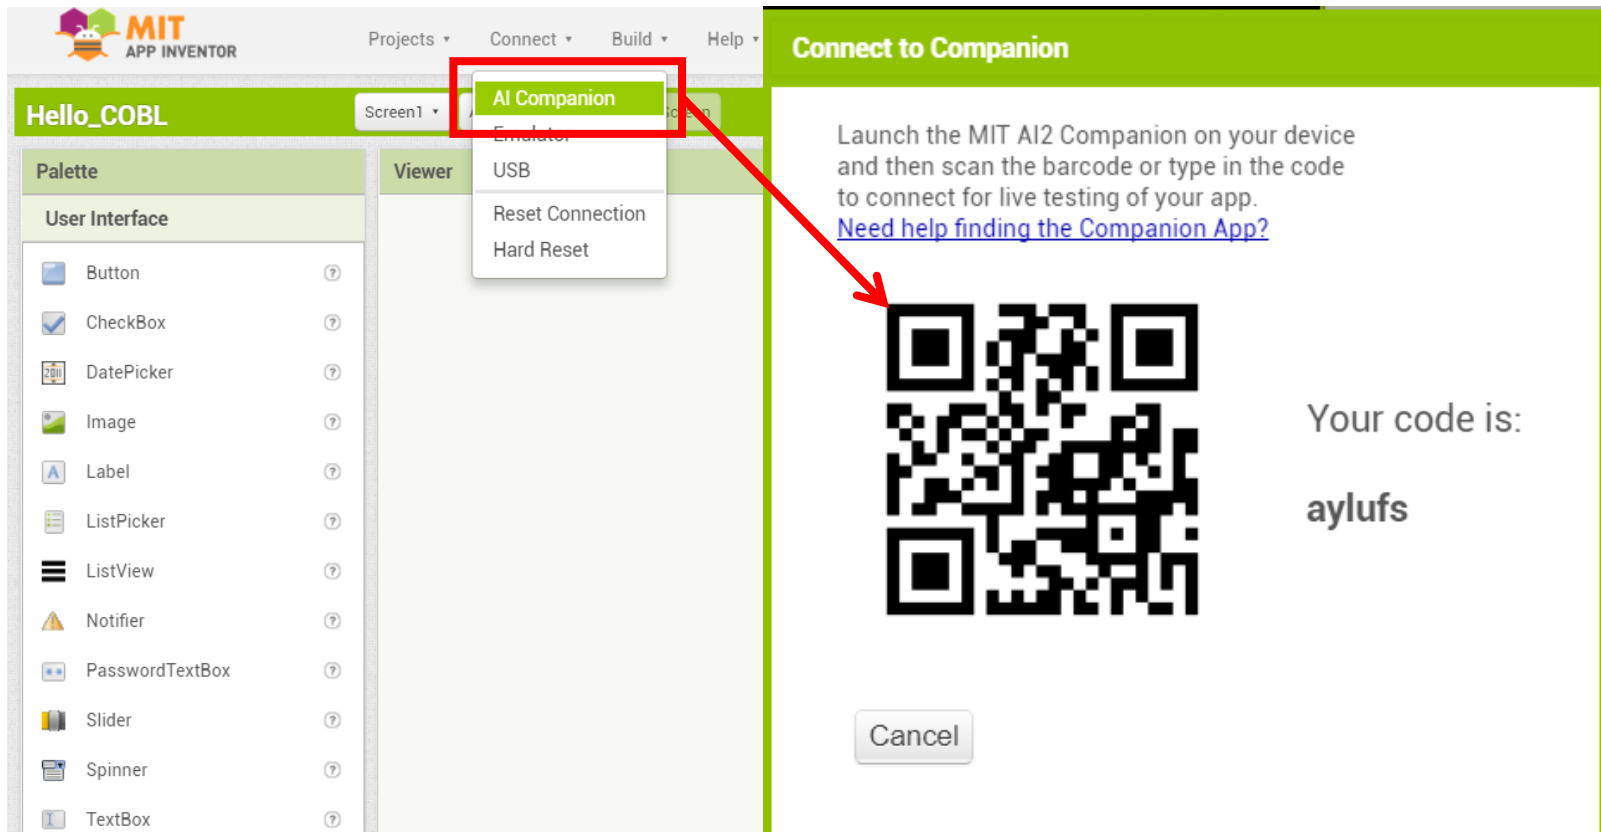 MIT
APP INVENTOR
Projects Connect Build Help
Hello_COBL
Screen1
AI Companion
Emulator
USB
Reset Connection
Hard Reset
Palette
Viewer
User Interface
Button
CheckBox
DatePicker
Image
Label
ListPicker
ListView
Notifier
PasswordTextBox
Slider
Spinner
TextBox
Connect to Companion
Launch the MIT AI2 Companion on your device
and then scan the barcode or type in the code
to connect for live testing of your app.
Need help finding the Companion App?
Your code is:
aylufs
Cancel